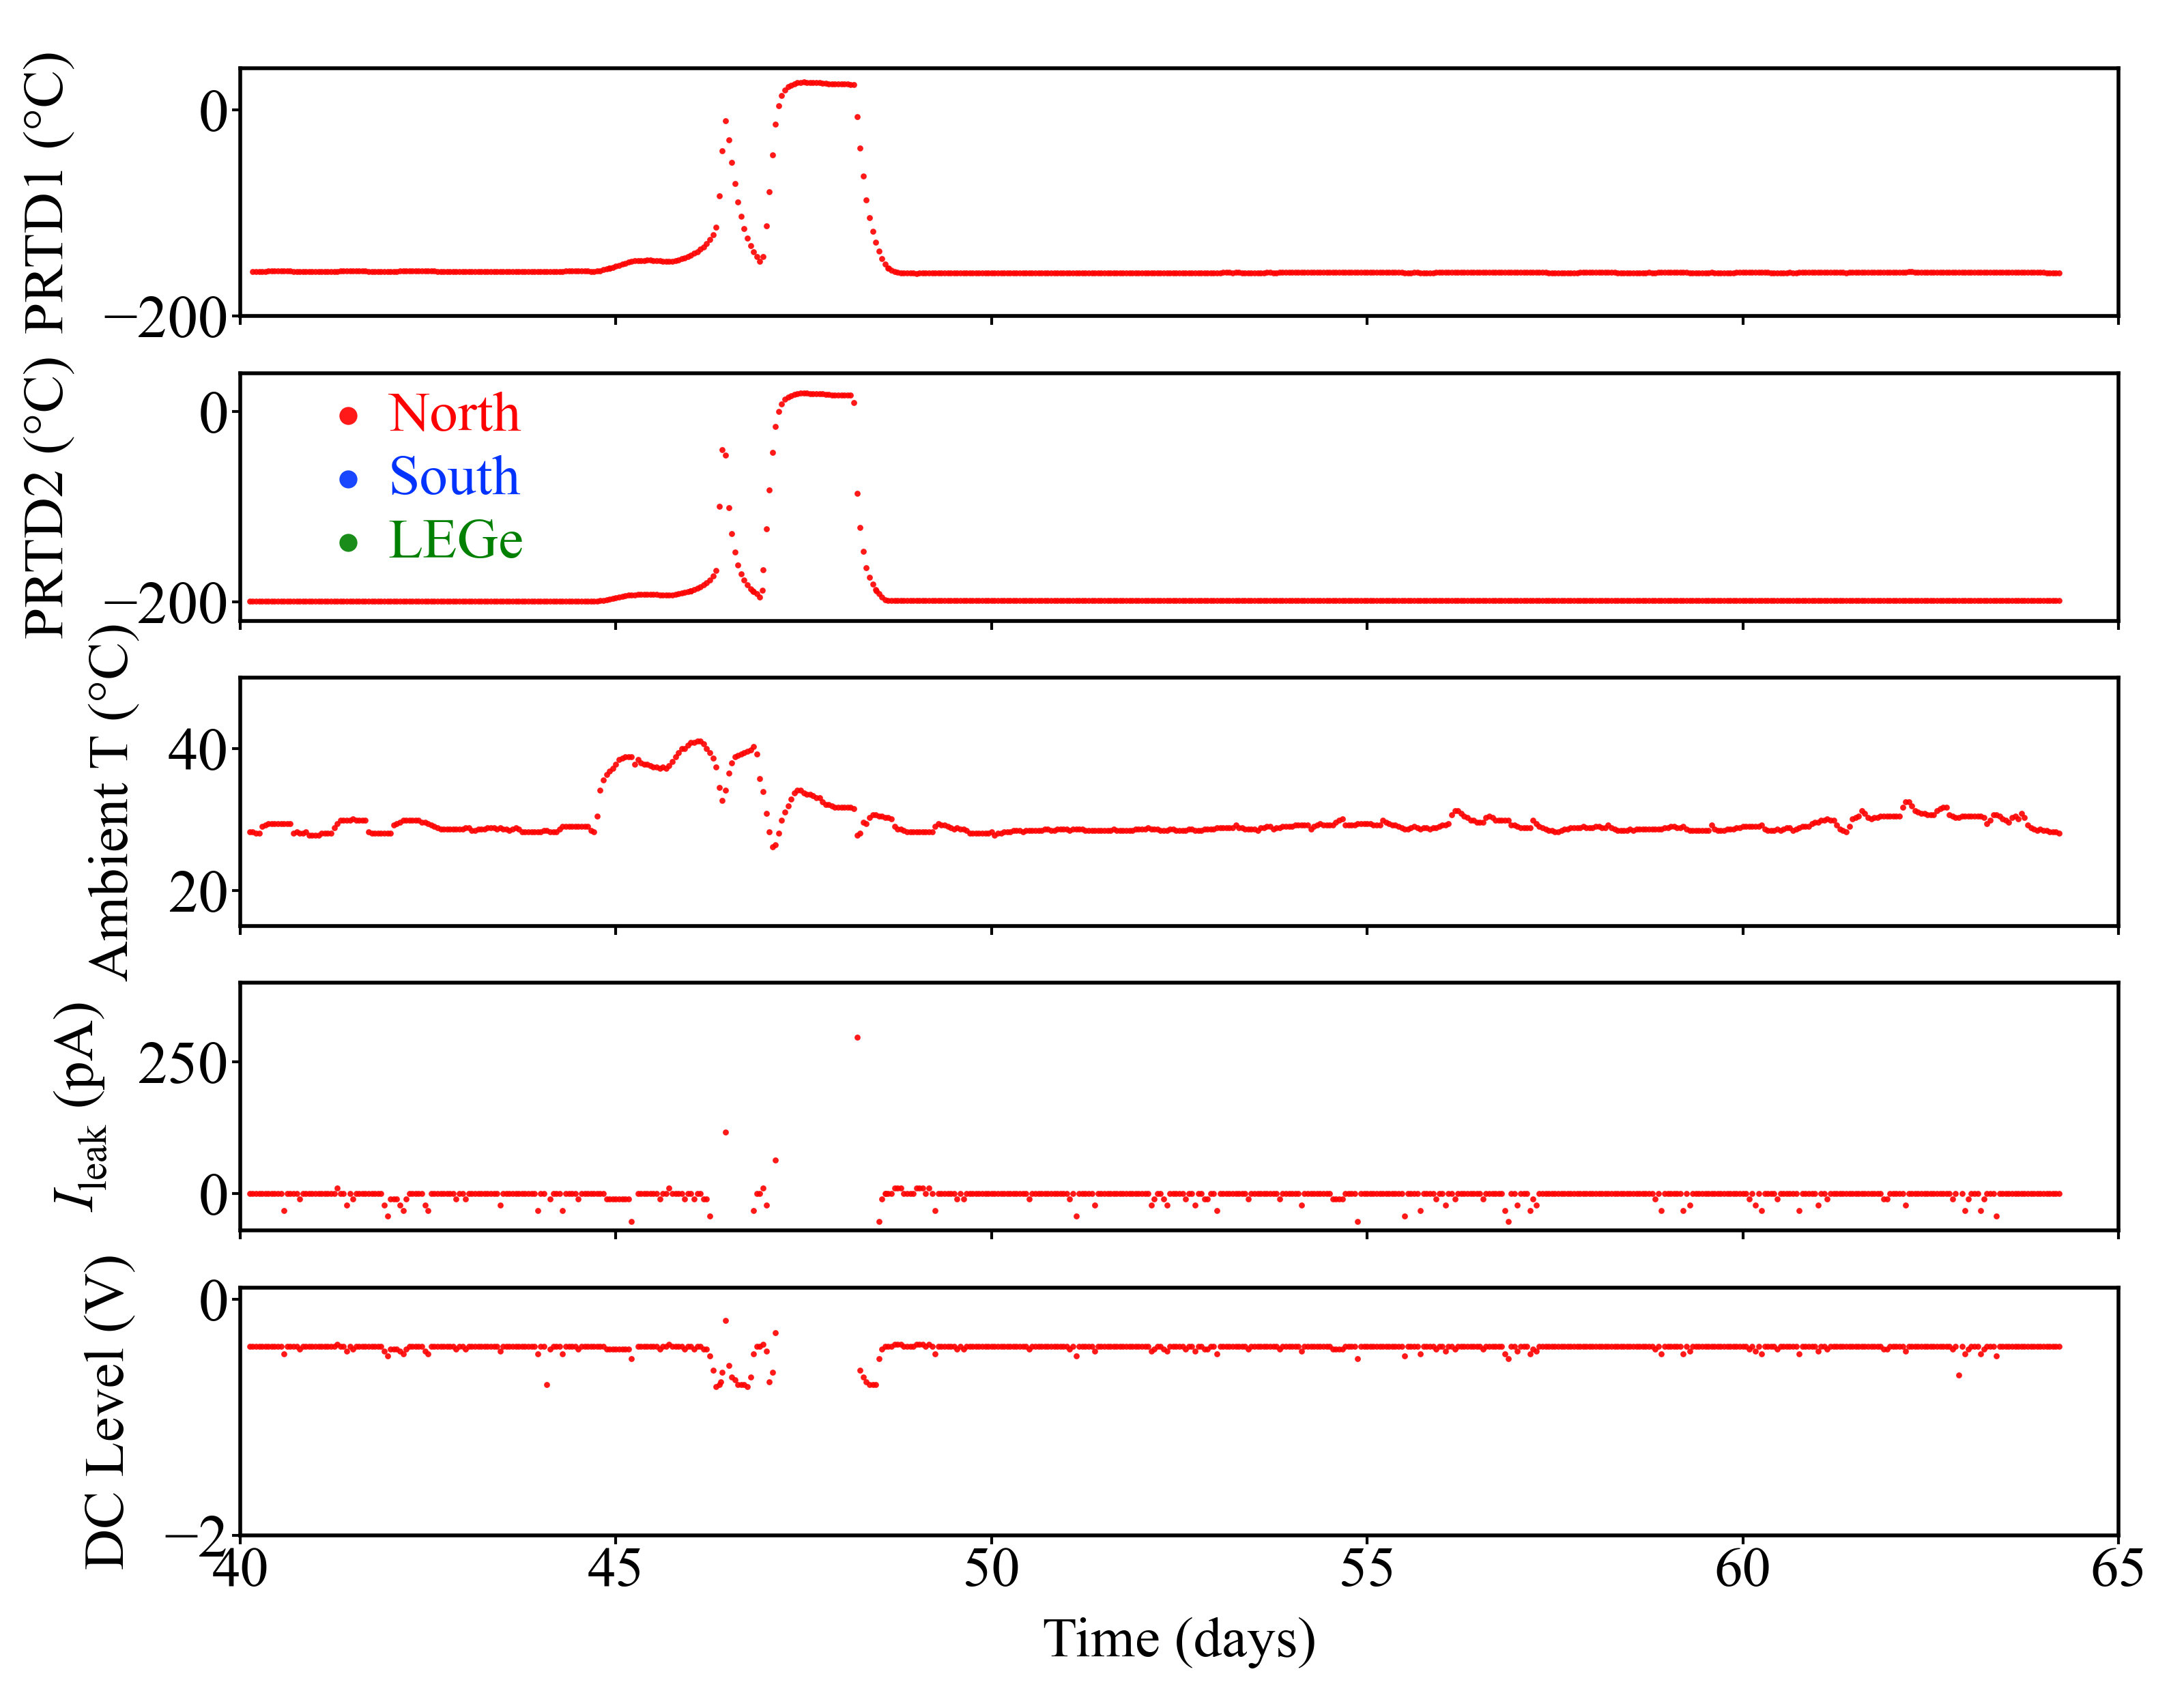 PRTD1 (°C)
0
−200
PRTD2 (°C)
0
−200
North
South
LEGe
Ambient T (°C)
40
20
Ileak (pA)
250
0
DC Level (V)
0
−2
40 45 50 55 60 65
Time (days)